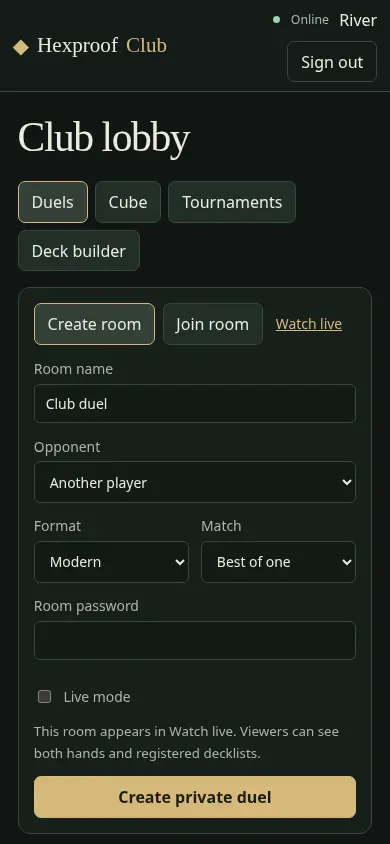 Online River
Hexproof Club
Sign out
Club lobby
Duels Cube Tournaments
Deck builder
Create room Join room Watch live
Room name
Club duel
Opponent
Another player
Format Match
Modern Best of one
Room password
Live mode
This room appears in Watch live. Viewers can see
both hands and registered decklists.
Create private duel